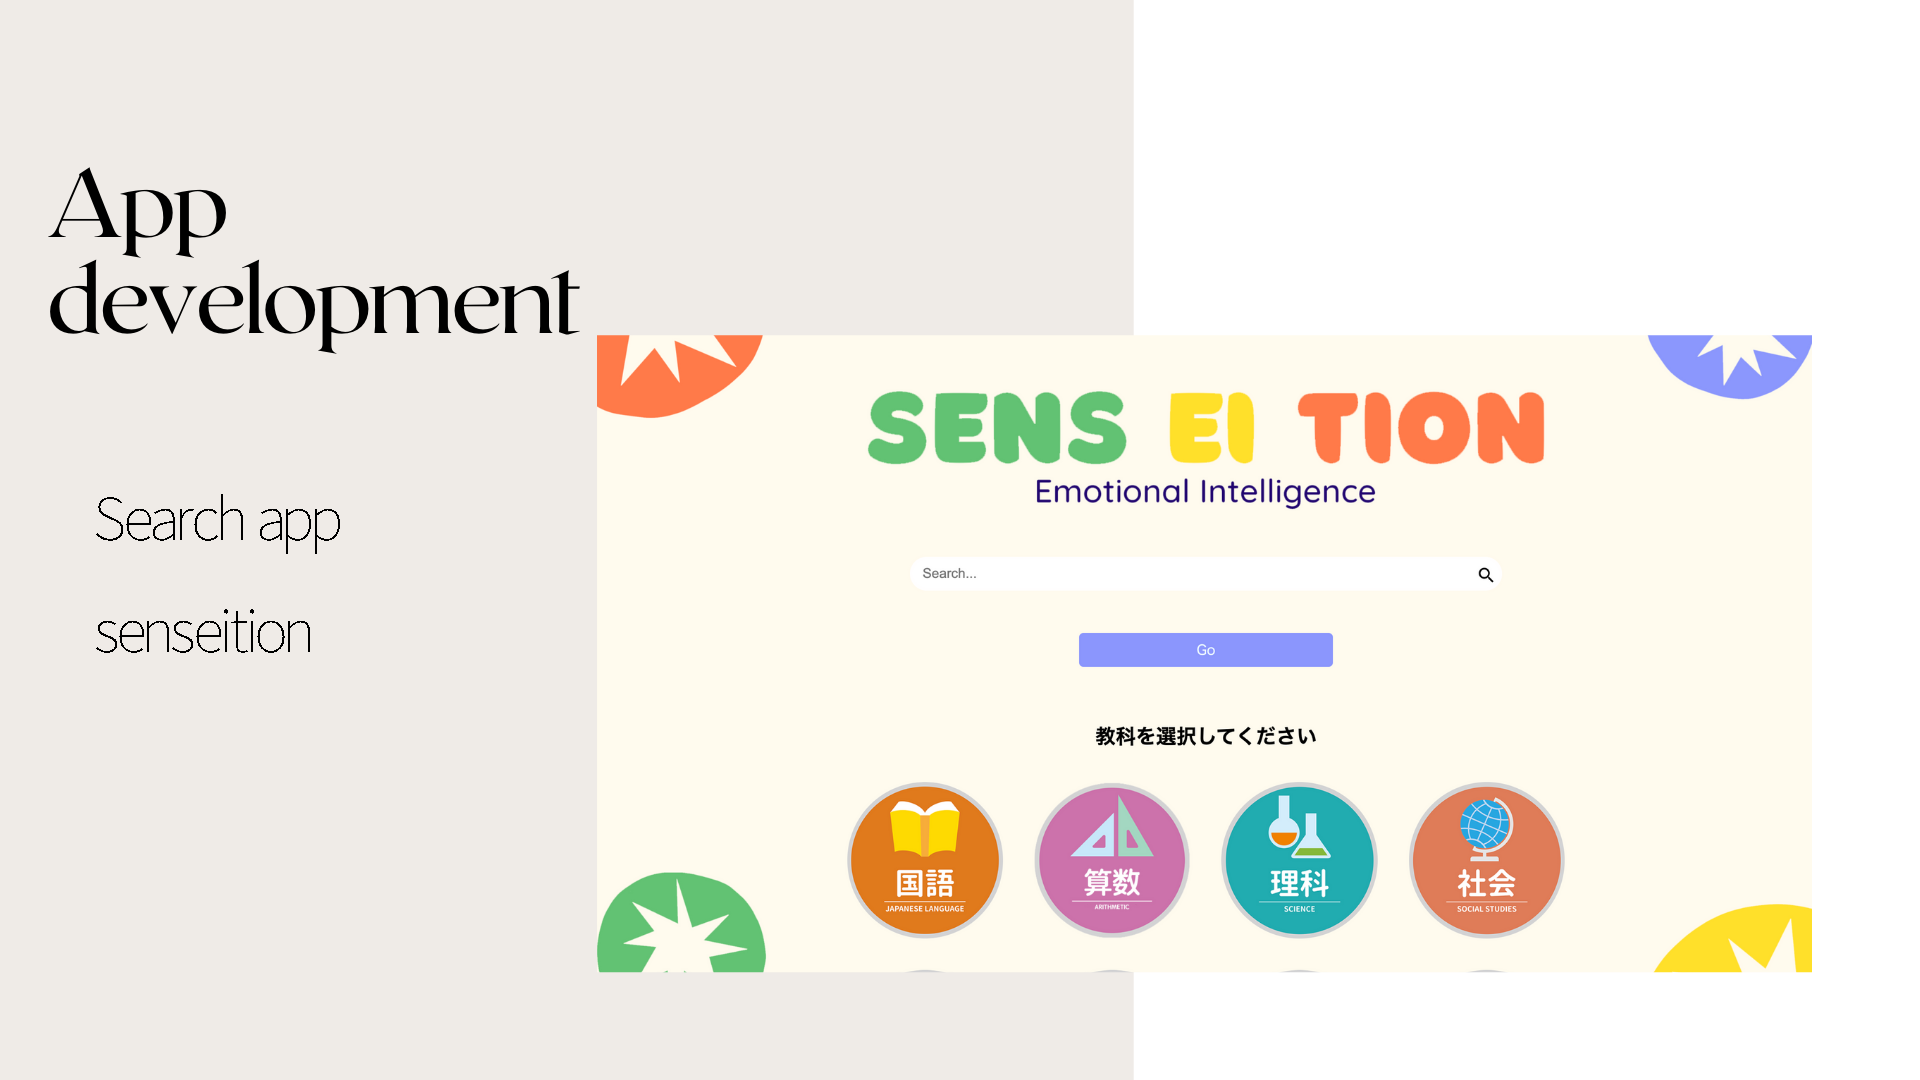 App
development
Search app
senseition
SENS EI TION
Emotional Intelligence
Search...
Go
教科を選択してください
国語
JAPANESE LANGUAGE
算数
ARITHMETIC
理科
SCIENCE
社会
SOCIAL STUDIES